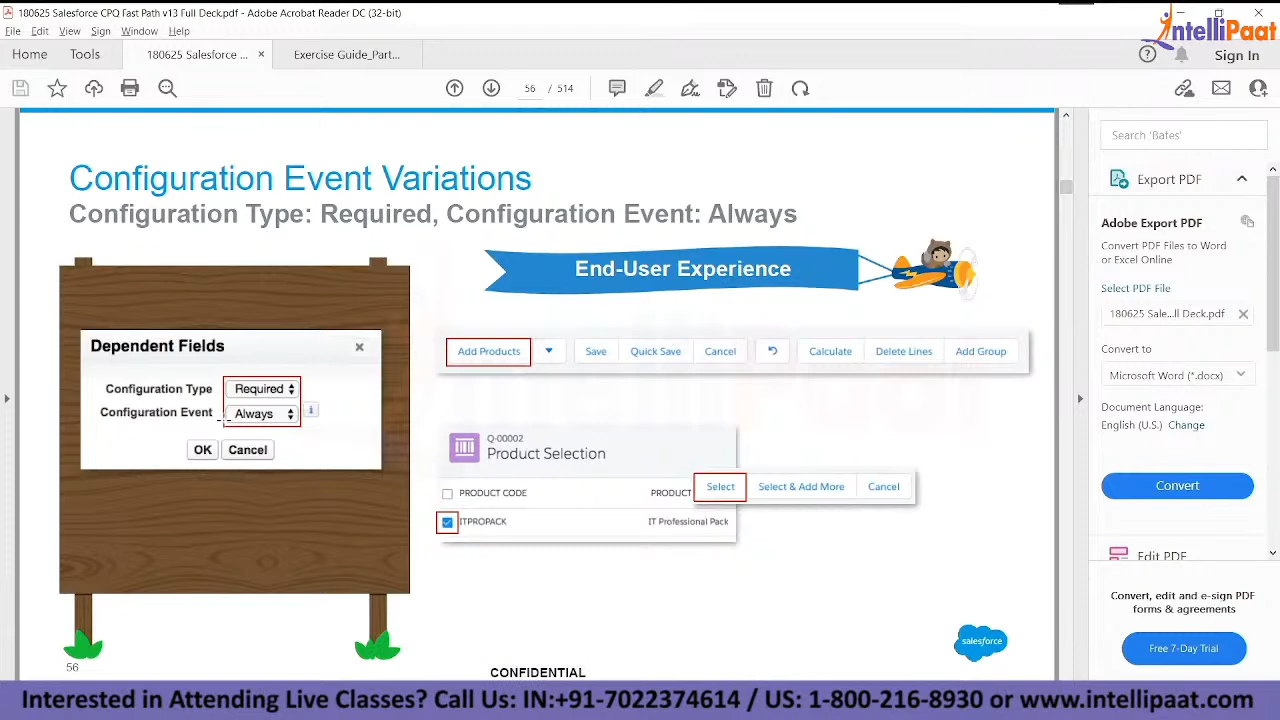 180625 Salesforce CPQ Fast Path v13 Full Deck.pdf - Adobe Acrobat Reader DC (32-bit)
File Edit View Sign Window Help
IntelliPaat
Home Tools 180625 Salesforce ... × Exercise Guide_Part... ? Sign In
56 / 514
Configuration Event Variations
Configuration Type: Required, Configuration Event: Always
End-User Experience
Dependent Fields
Configuration Type Required
Configuration Event Always
OK Cancel
Add Products Save Quick Save Cancel Calculate Delete Lines Add Group
Q-00002
Product Selection
PRODUCT CODE PRODUCT
Select Select & Add More Cancel
ITPROPACK IT Professional Pack
salesforce
56
CONFIDENTIAL
Search 'Bates'
Export PDF
Adobe Export PDF
Convert PDF Files to Word
or Excel Online
Select PDF File
180625 Sale...ll Deck.pdf
Convert to
Microsoft Word (*.docx)
Document Language:
English (U.S.) Change
Convert
Edit PDF
Convert, edit and e-sign PDF
forms & agreements
Free 7-Day Trial
Interested in Attending Live Classes? Call Us: IN:+91-7022374614 / US: 1-800-216-8930 or www.intellipaat.com